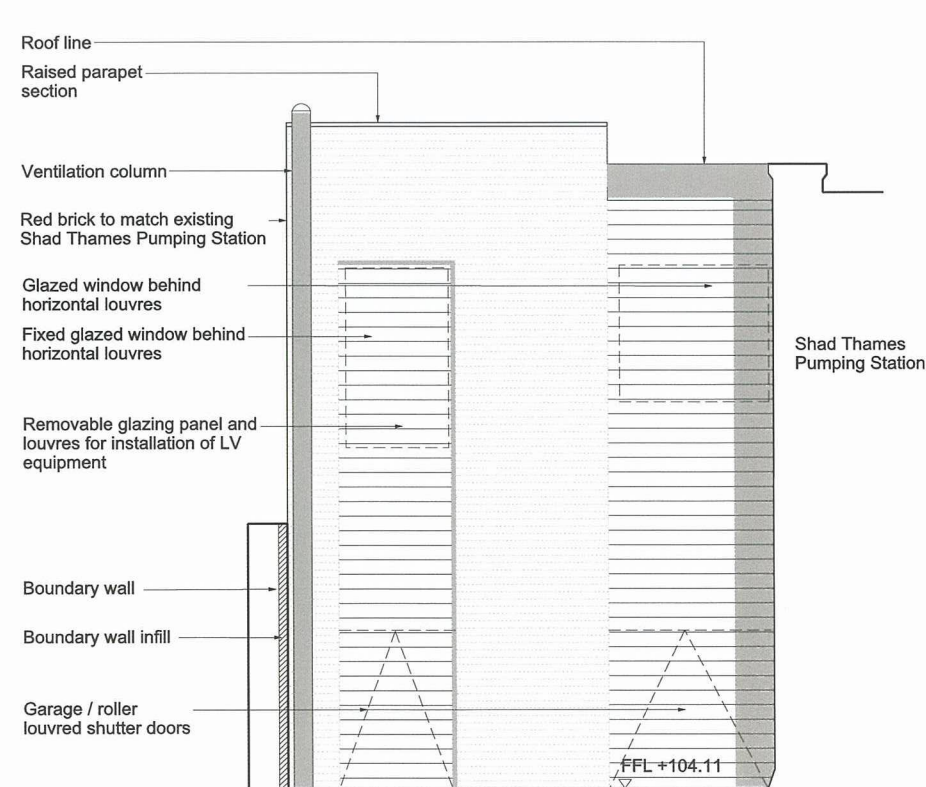 Roof line
Raised parapet
section
Ventilation column
Red brick to match existing
Shad Thames Pumping Station
Glazed window behind
horizontal louvres
Fixed glazed window behind
horizontal louvres
Shad Thames
Pumping Station
Removable glazing panel and
louvres for installation of LV
equipment
Boundary wall
Boundary wall infill
Garage / roller
louvred shutter doors
FFL +104.11